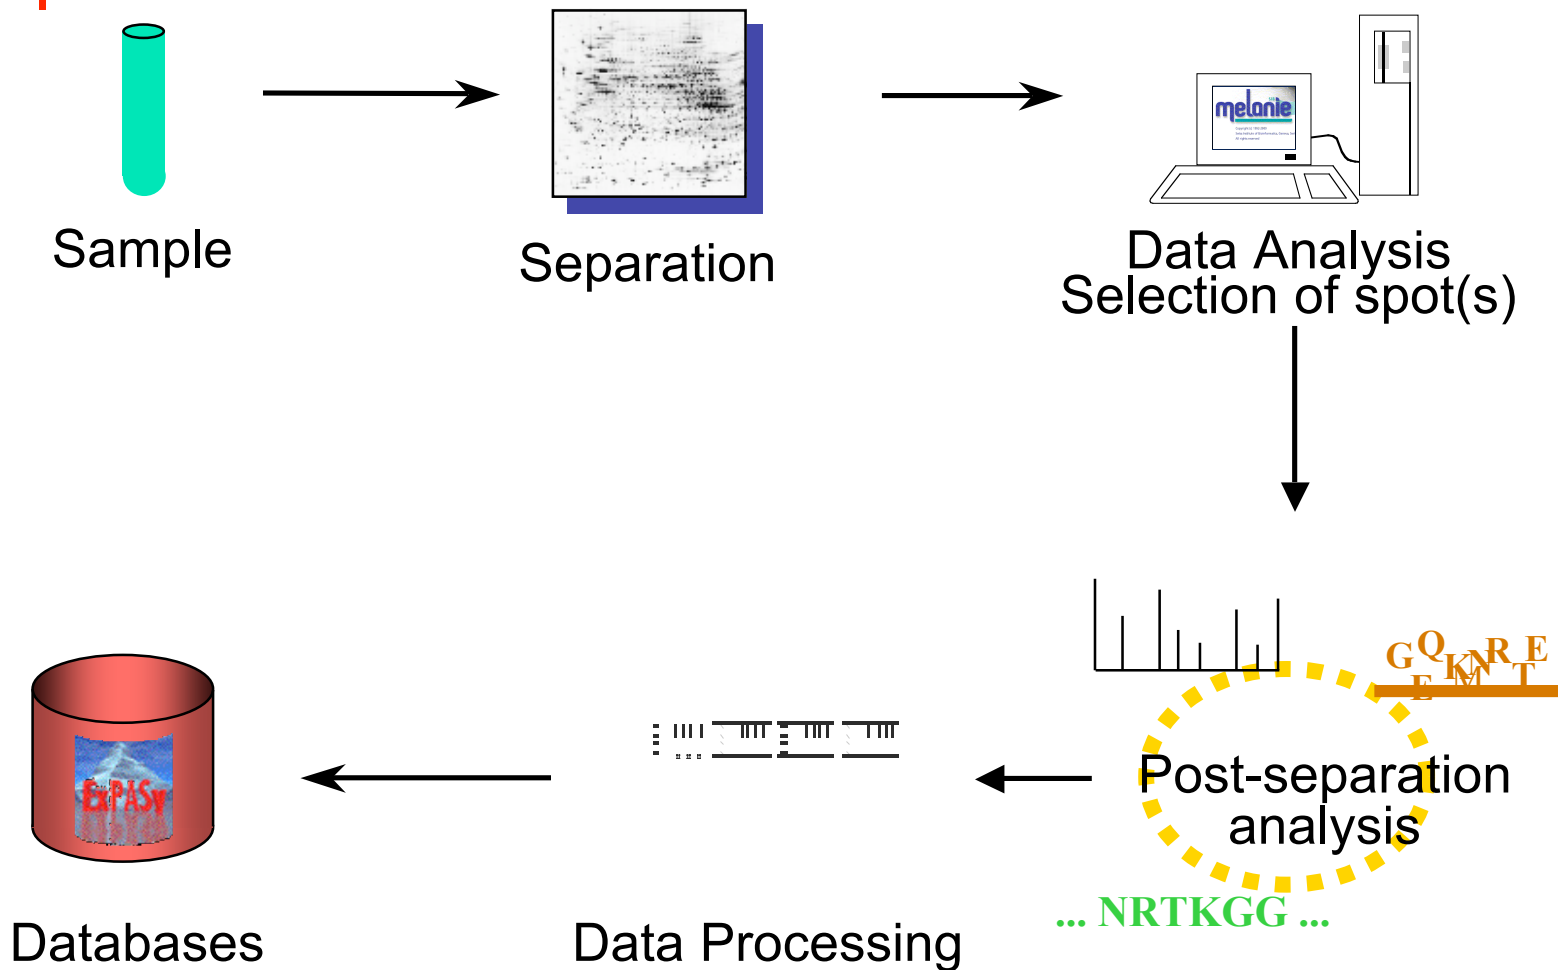 melanie
Sample
Separation
Data Analysis
Selection of spot(s)
G Q E K M N R T E
ExPASy
Post-separation
analysis
... NRTKGG ...
Databases
Data Processing